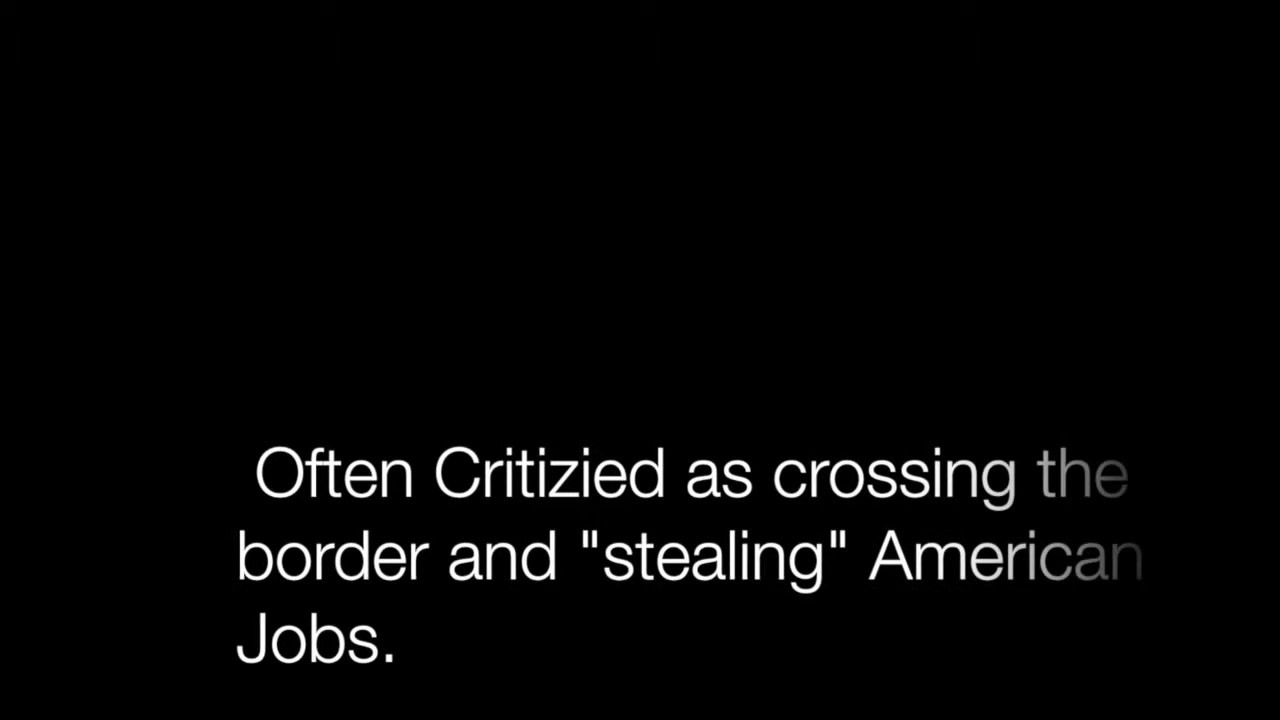 Often Critizied as crossing the
border and "stealing" American
Jobs.